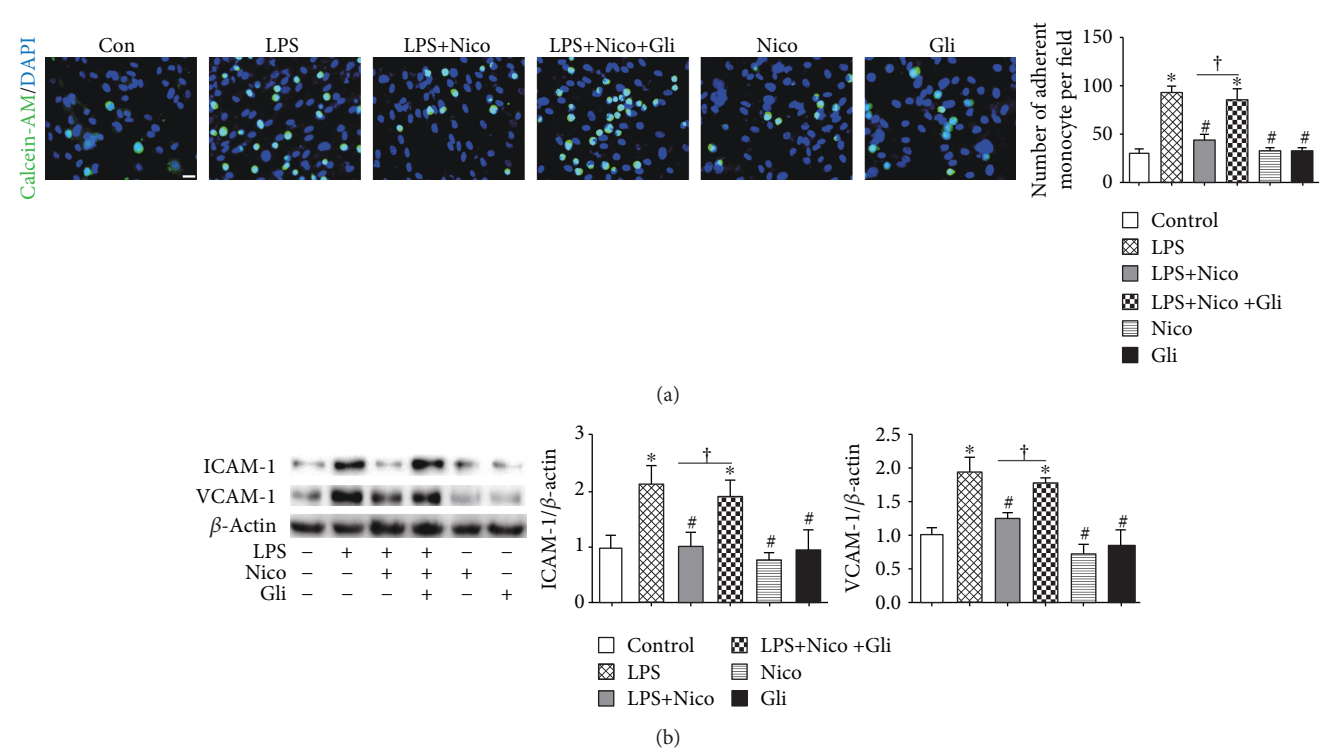 Con LPS LPS+Nico LPS+Nico+Gli Nico Gli
Calcein-AM/DAPI
Number of adherent
monocyte per field
150
100
50
0
* # † * # #
Control
LPS
LPS+Nico
LPS+Nico +Gli
Nico
Gli
(a)
ICAM-1
VCAM-1
β-Actin
LPS − + + + − −
Nico − − + + + −
Gli − − − + − +
ICAM-1/β-actin
3
2
1
0
* # † * # #
VCAM-1/β-actin
2.5
2.0
1.5
1.0
0.5
0.0
* # † * # #
Control
LPS
LPS+Nico
LPS+Nico +Gli
Nico
Gli
(b)